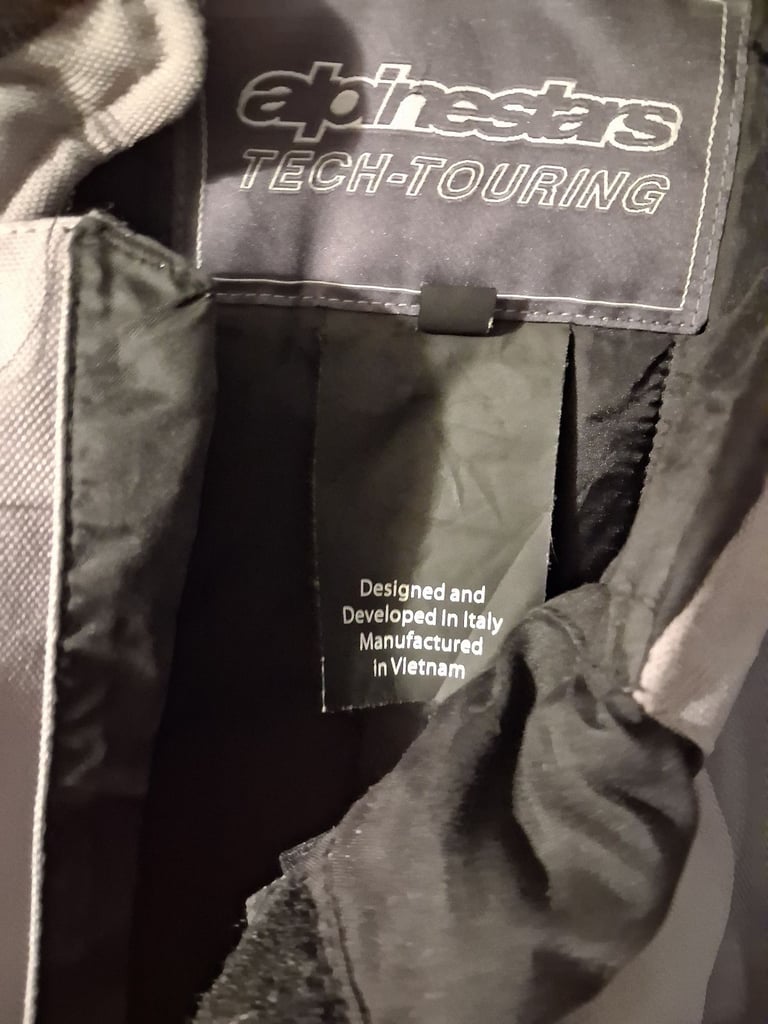 alpinestars
TECH-TOURING
Designed and
Developed in Italy
Manufactured
in Vietnam